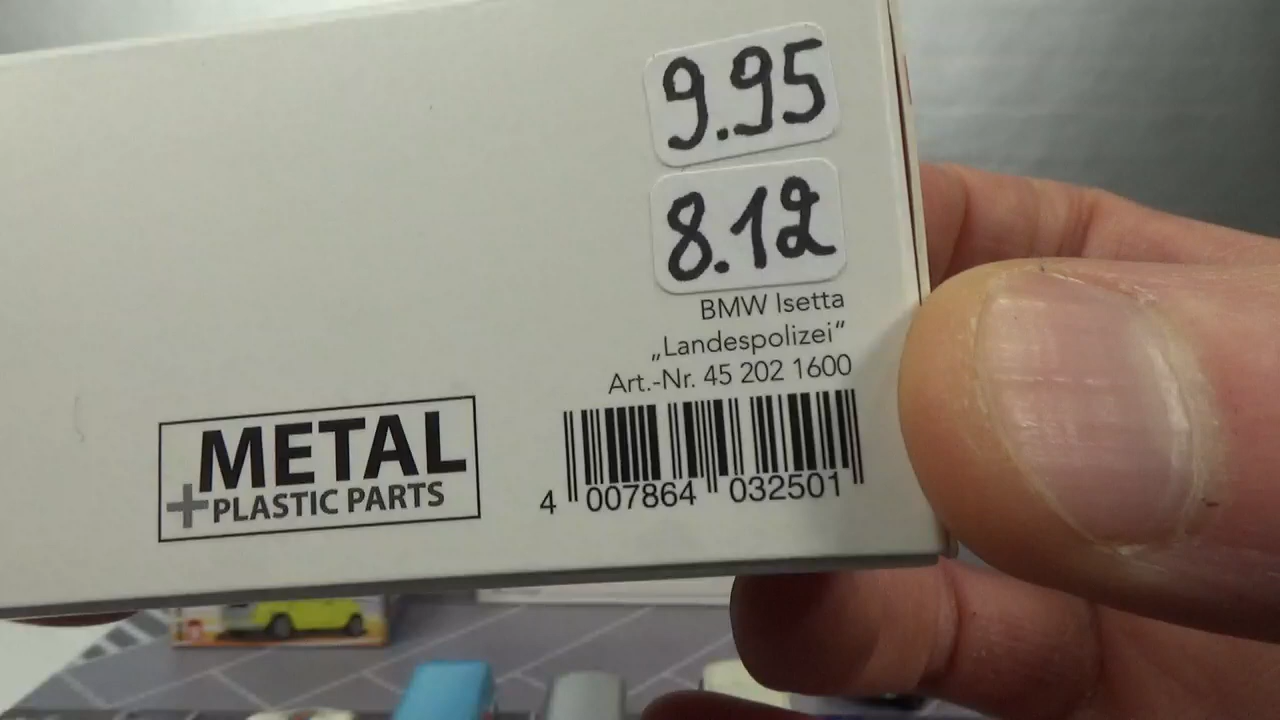 9.95
8.12
BMW Isetta
„Landespolizei“
Art.-Nr. 45 202 1600
METAL
+PLASTIC PARTS
4 007864 032501